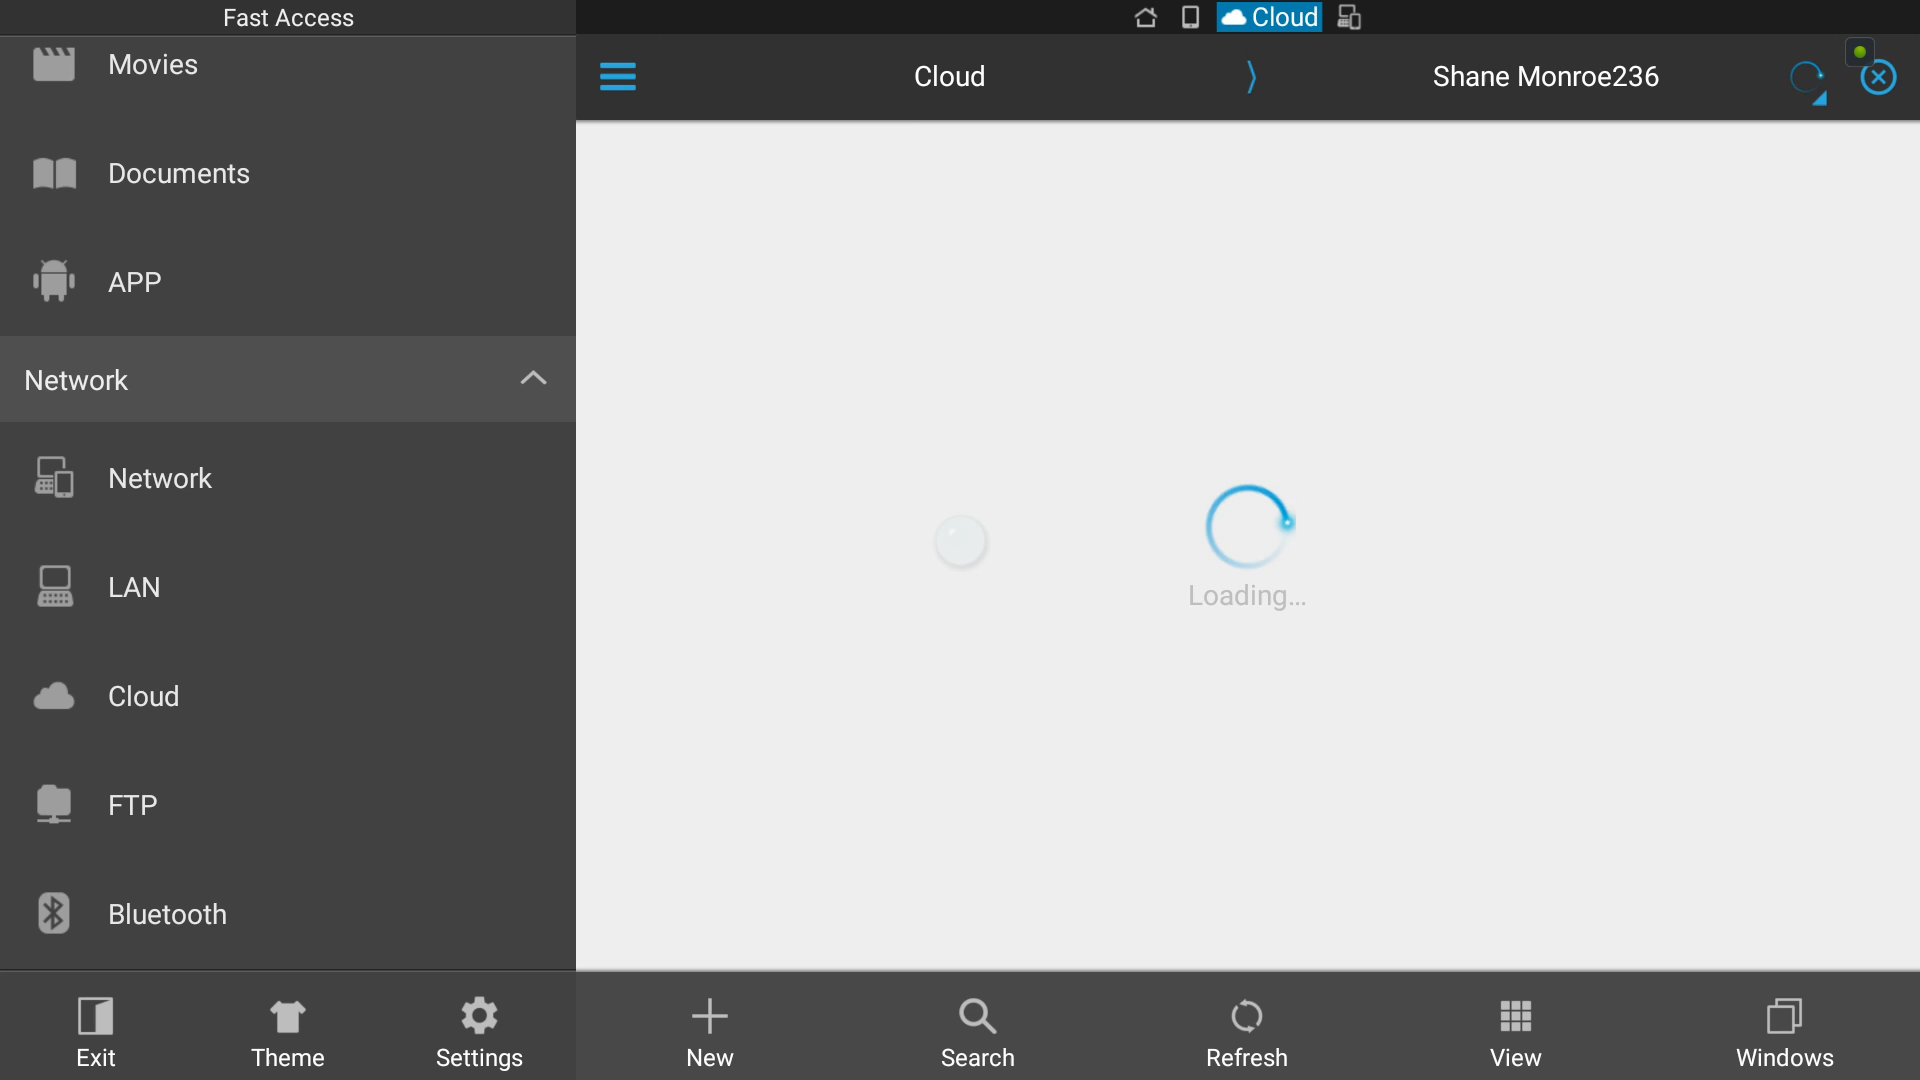 Fast Access
Movies
Documents
APP
Network
Network
LAN
Cloud
FTP
Bluetooth
Exit
Theme
Settings
Cloud
Cloud
Shane Monroe236
Loading...
New
Search
Refresh
View
Windows